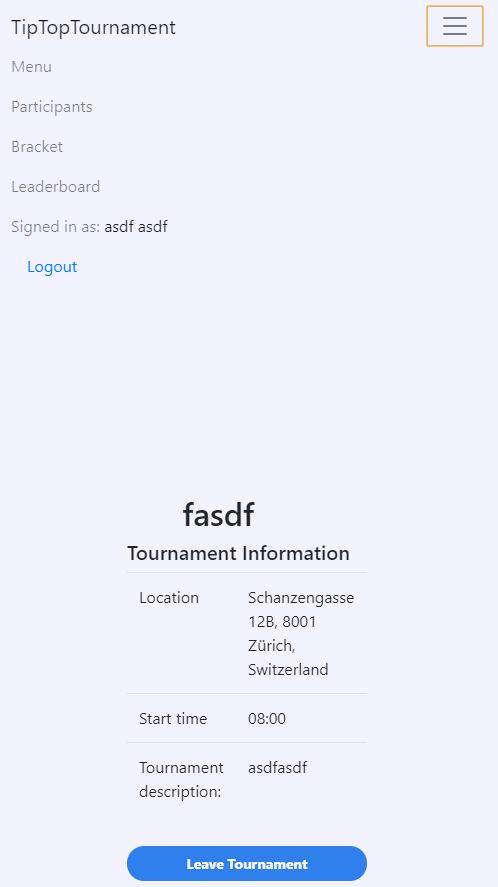 TipTopTournament
Menu
Participants
Bracket
Leaderboard
Signed in as: asdf asdf
Logout
fasdf
Tournament Information
Location
Schanzengasse
12B, 8001
Zürich,
Switzerland
Start time
08:00
Tournament
description:
asdfasdf
Leave Tournament